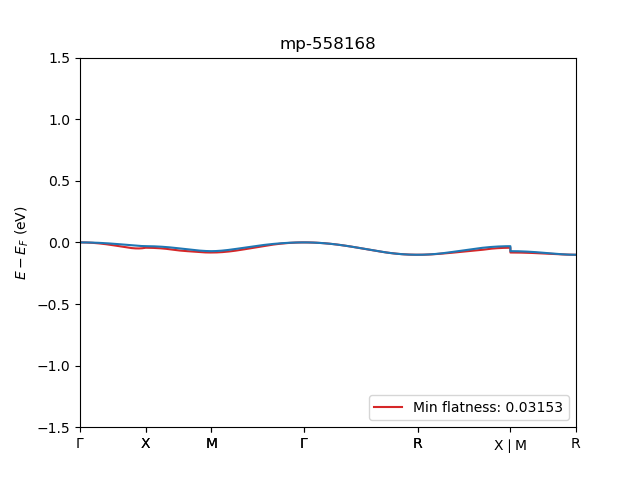 mp-558168
1.5
1.0
0.5
0.0
−0.5
−1.0
−1.5
E − E_F (eV)
Min flatness: 0.03153
Γ X M Γ R X | M R